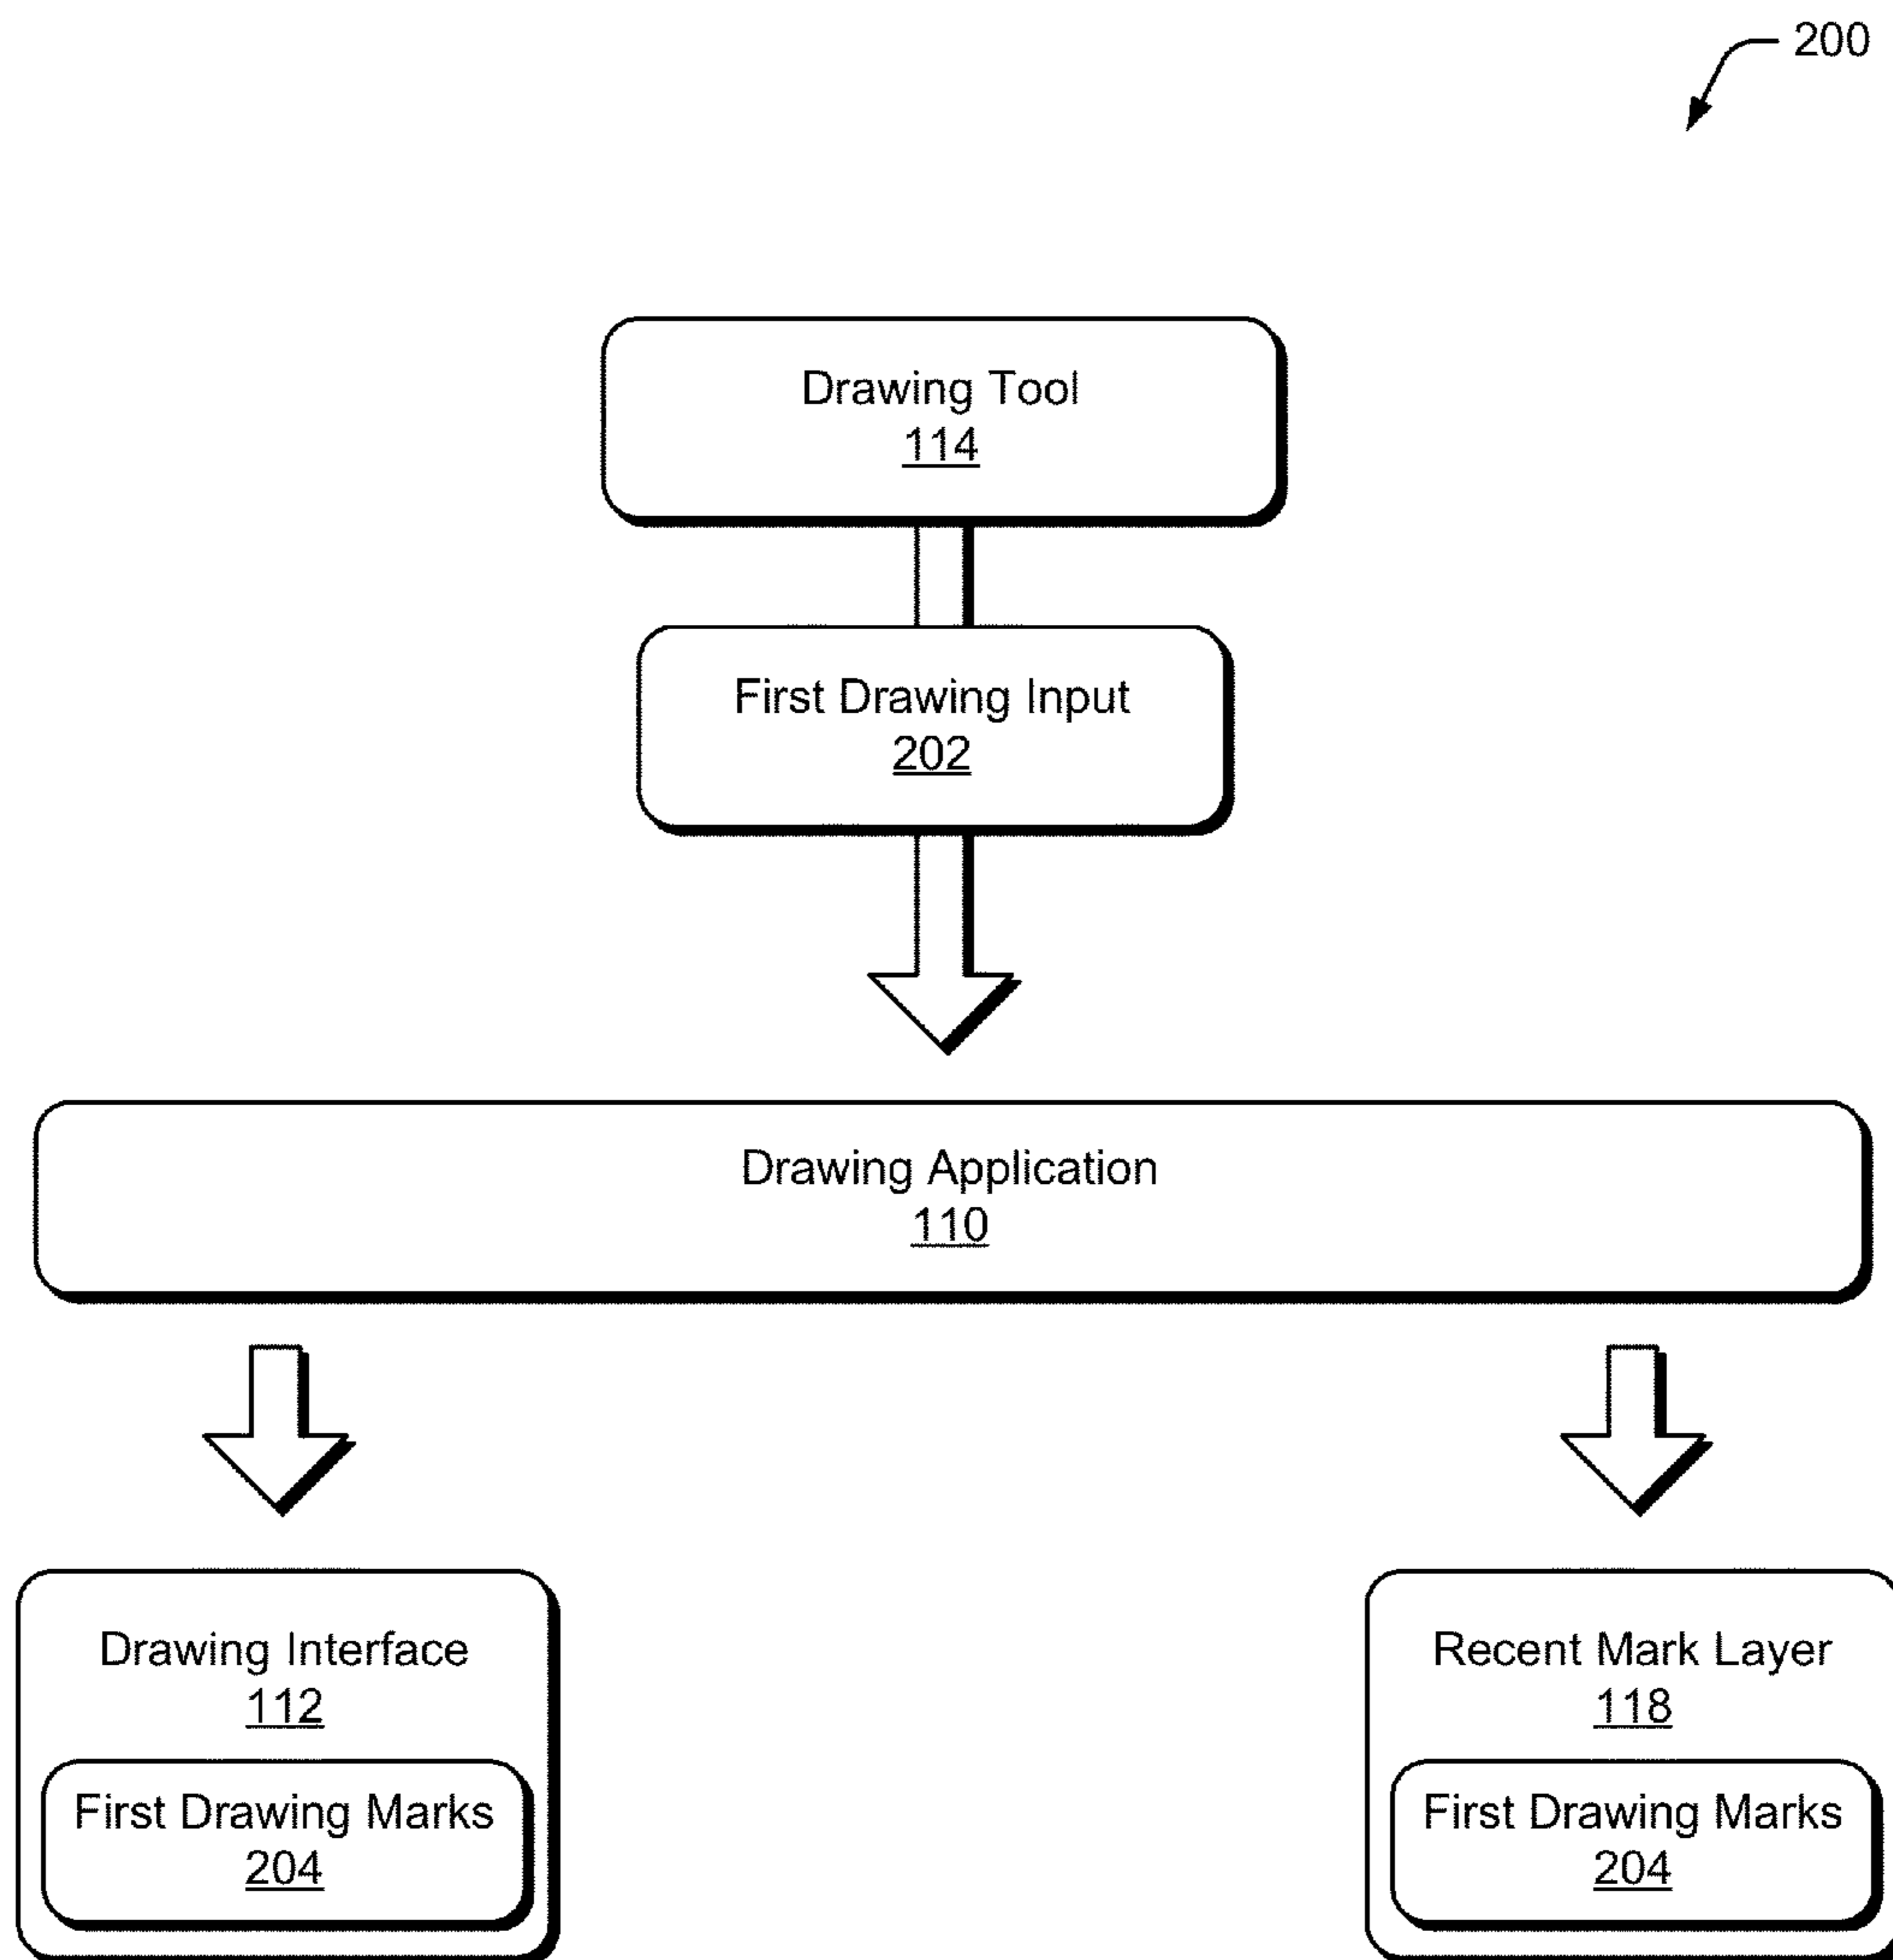 200
Drawing Tool
114
First Drawing Input
202
Drawing Application
110
Drawing Interface
112
First Drawing Marks
204
Recent Mark Layer
118
First Drawing Marks
204